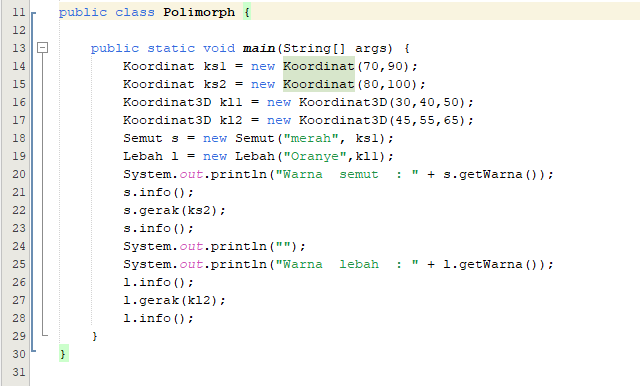 11 public class Polimorph {
12
13 public static void main(String[] args) {
14 Koordinat ks1 = new Koordinat(70,90);
15 Koordinat ks2 = new Koordinat(80,100);
16 Koordinat3D kl1 = new Koordinat3D(30,40,50);
17 Koordinat3D kl2 = new Koordinat3D(45,55,65);
18 Semut s = new Semut("merah", ks1);
19 Lebah l = new Lebah("Oranye",kl1);
20 System.out.println("Warna  semut  : " + s.getWarna());
21 s.info();
22 s.gerak(ks2);
23 s.info();
24 System.out.println("");
25 System.out.println("Warna  lebah  : " + l.getWarna());
26 l.info();
27 l.gerak(kl2);
28 l.info();
29 }
30 }
31